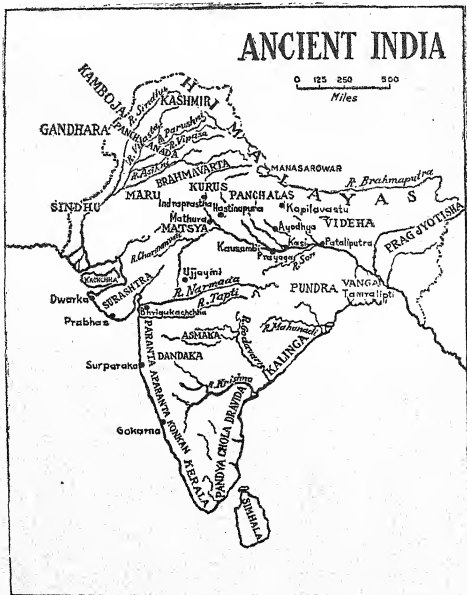 ANCIENT INDIA
0 125 250 500
Miles
HIMALAYAS
KAMBOJA
KASHMIR
R. Sindhu
GANDHARA
PANCHANADA
R. Vitasta
R. Parushni
R. Vipasa
R. Asikni
BRAHMAVARTA
MANASAROWAR
R. Brahmaputra
SINDHU
MARU
KURUS
PANCHALAS
Indraprastha
Hastinapura
Kapilavastu
Mathura
MATSYA
Ayodhya
VIDEHA
PRAGJYOTISHA
R. Charmanvati
Kausambi
Kasi
Pataliputra
Prayaga
R. Son
KACHCHHA
Ujjayini
SURASHTRA
R. Narmada
PUNDRA
VANGA
Dwarka
R. Tapti
Tamralipti
Prabhas
Bhrigukachchha
ASMAKA
R. Godavari
R. Mahanadi
PARANTA APARANTA KONKAN KERALA
DANDAKA
KALINGA
Surparaka
R. Krishna
Gokarna
PANDYA CHOLA DRAVIDA
SIMHALA